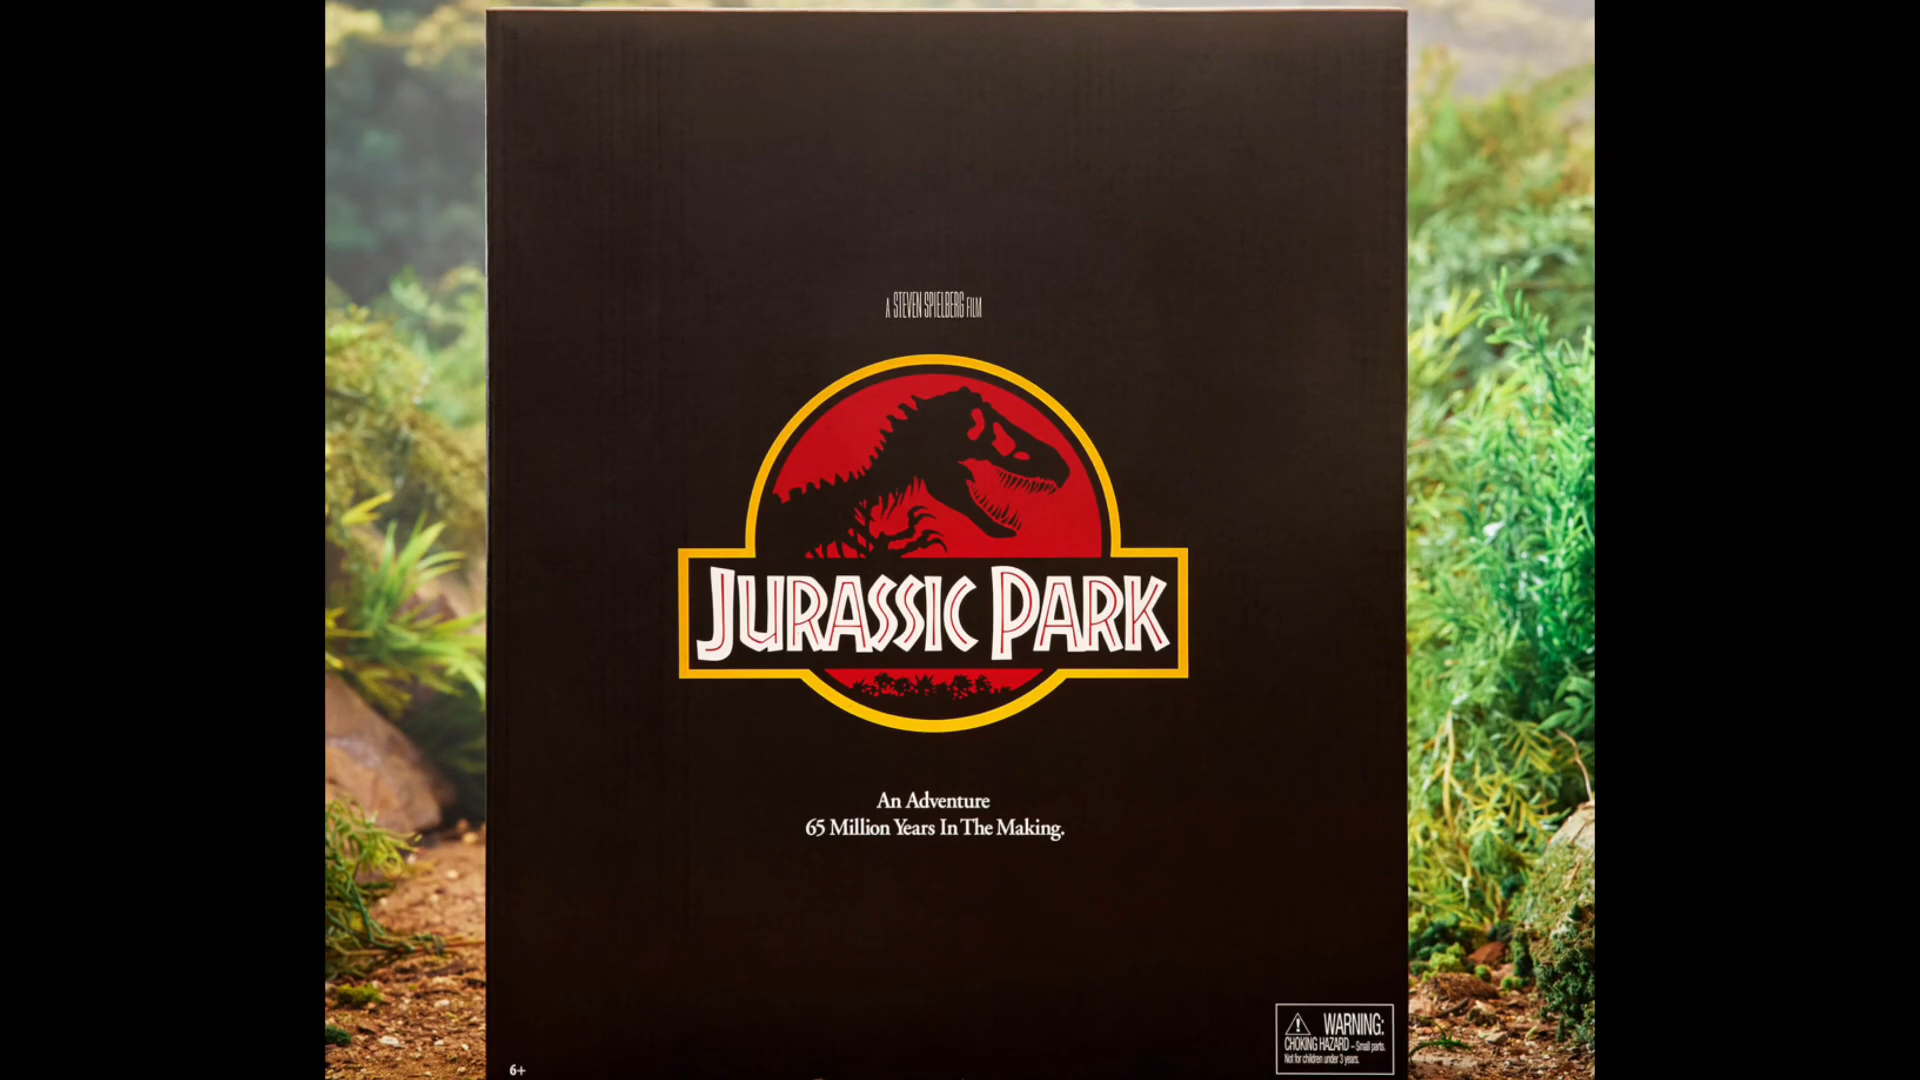 A STEVEN SPIELBERG FILM
JURASSIC PARK
An Adventure
65 Million Years In The Making.
WARNING:
CHOKING HAZARD – Small parts.
Not for children under 3 years.
6+